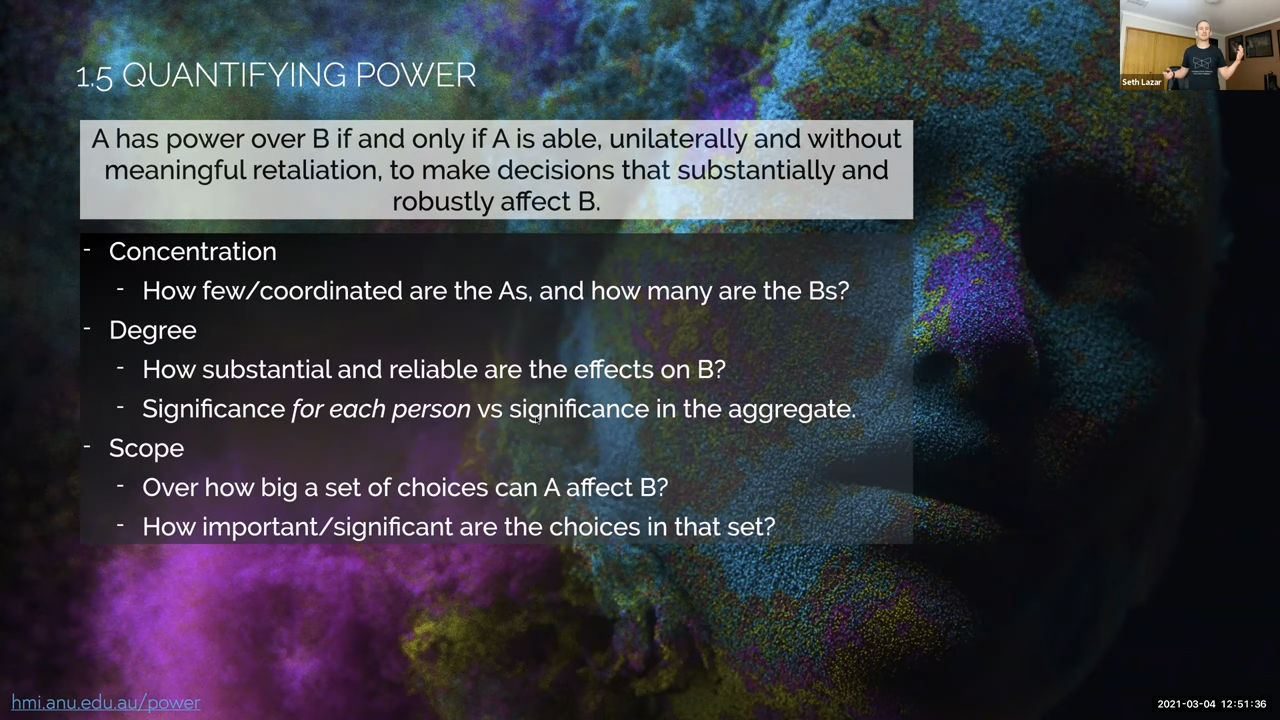 1.5 QUANTIFYING POWER
Seth Lazar
A has power over B if and only if A is able, unilaterally and without
meaningful retaliation, to make decisions that substantially and
robustly affect B.
- Concentration
- How few/coordinated are the As, and how many are the Bs?
- Degree
- How substantial and reliable are the effects on B?
- Significance for each person vs significance in the aggregate.
- Scope
- Over how big a set of choices can A affect B?
- How important/significant are the choices in that set?
hmi.anu.edu.au/power
2021-03-04 12:51:36